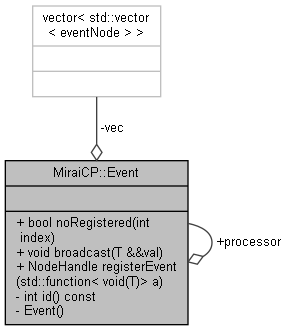 vector< std::vector
< eventNode > >
-vec
MiraiCP::Event
+ bool noRegistered(int
index)
+ void broadcast(T &&val)
+ NodeHandle registerEvent
(std::function< void(T)> a)
- int id() const
- Event()
+processor